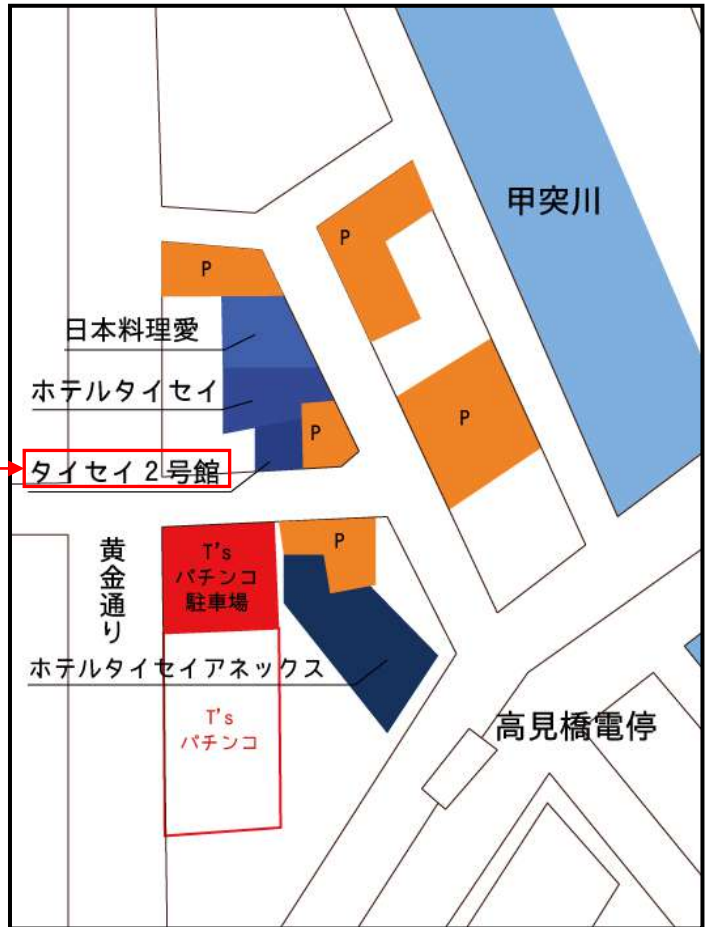 甲突川
P
P
日本料理愛
ホテルタイセイ
P
P
タイセイ2号館
黄金通り
T's
パチンコ
駐車場
P
ホテルタイセイアネックス
T's
パチンコ
高見橋電停